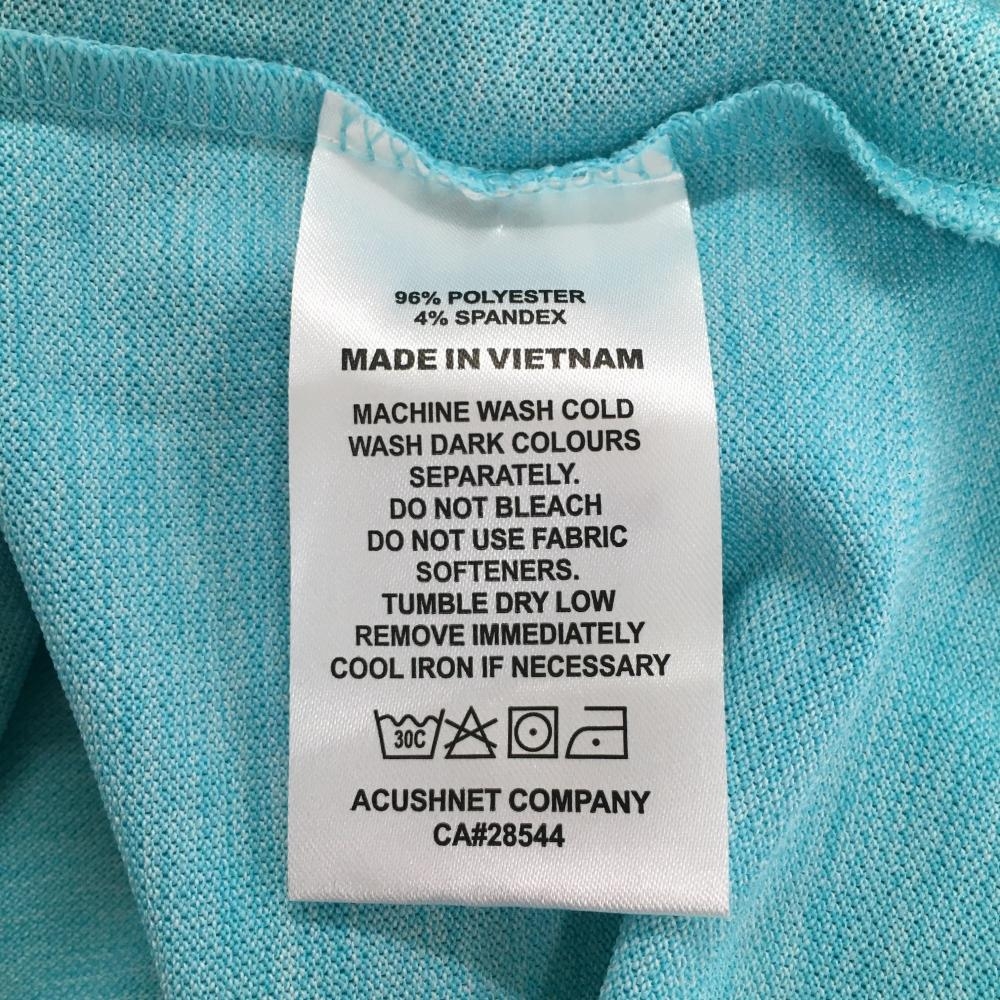 96% POLYESTER
4% SPANDEX
MADE IN VIETNAM
MACHINE WASH COLD
WASH DARK COLOURS
SEPARATELY.
DO NOT BLEACH
DO NOT USE FABRIC
SOFTENERS.
TUMBLE DRY LOW
REMOVE IMMEDIATELY
COOL IRON IF NECESSARY
30C
ACUSHNET COMPANY
CA#28544